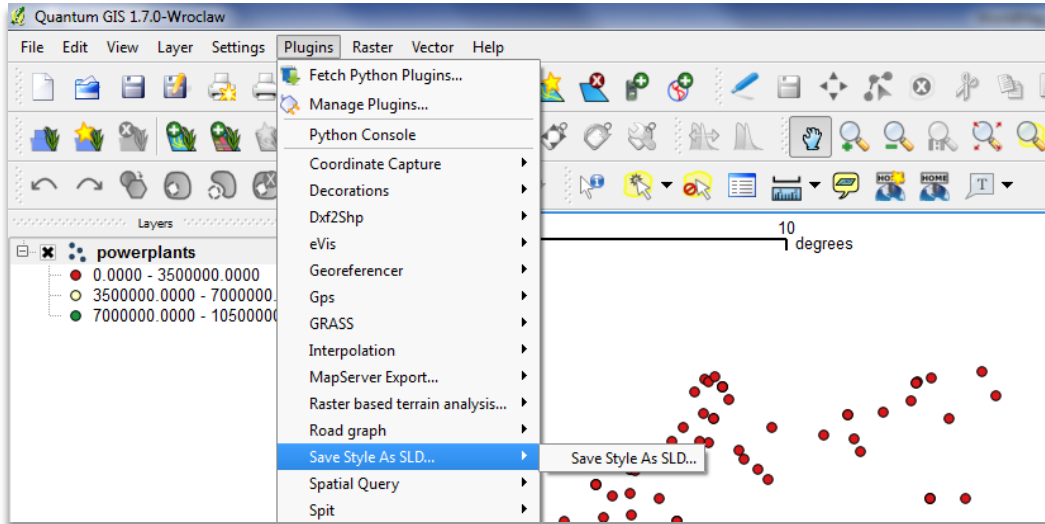 Quantum GIS 1.7.0-Wroclaw
File Edit View Layer Settings Plugins Raster Vector Help
Fetch Python Plugins...
Manage Plugins...
Python Console
Coordinate Capture
Decorations
Dxf2Shp
eVis
Georeferencer
Gps
GRASS
Interpolation
MapServer Export...
Raster based terrain analysis...
Road graph
Save Style As SLD...
Save Style As SLD...
Spatial Query
Spit
HOME
T
Layers
powerplants
0.0000 - 3500000.0000
3500000.0000 - 7000000.
7000000.0000 - 1050000
10
degrees